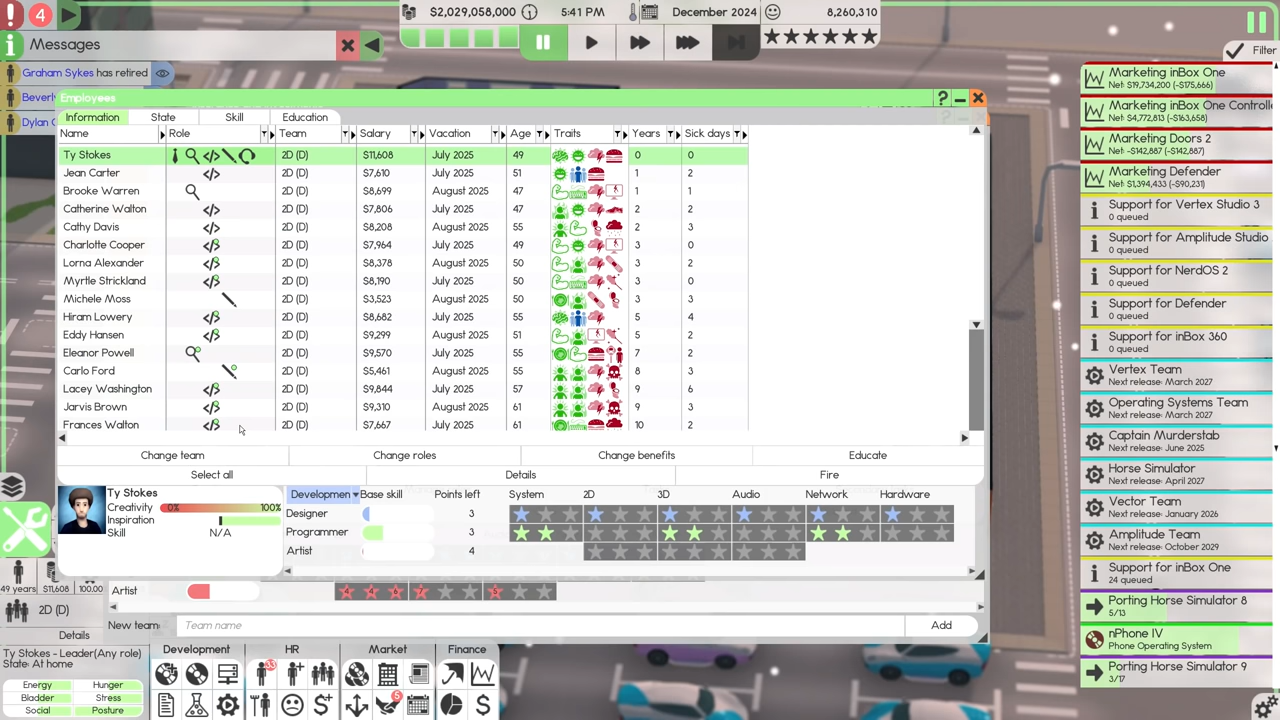 4
$2,029,058,000 5:41 PM December 2024 8,260,310
Messages
Filter
Graham Sykes has retired
Beverly
Dylan
Employees
?
Information State Skill Education
Name Role Team Salary Vacation Age Traits Years Sick days
Ty Stokes 2D (D) $11,608 July 2025 49 0 0
Jean Carter 2D (D) $7,610 July 2025 51 1 2
Brooke Warren 2D (D) $8,699 August 2025 47 1 1
Catherine Walton 2D (D) $7,806 July 2025 47 2 2
Cathy Davis 2D (D) $8,208 August 2025 55 2 3
Charlotte Cooper 2D (D) $7,964 August 2025 49 3 0
Lorna Alexander 2D (D) $8,378 August 2025 50 3 2
Myrtle Strickland 2D (D) $8,190 July 2025 50 3 0
Michele Moss 2D (D) $3,523 August 2025 50 3 3
Hiram Lowery 2D (D) $8,682 July 2025 55 5 4
Eddy Hansen 2D (D) $9,299 August 2025 51 5 2
Eleanor Powell 2D (D) $9,570 August 2025 55 7 2
Carlo Ford 2D (D) $5,461 August 2025 55 8 3
Lacey Washington 2D (D) $9,844 August 2025 57 9 6
Jarvis Brown 2D (D) $9,310 August 2025 61 9 3
Frances Walton 2D (D) $7,667 July 2025 61 10 2
Change team Change roles Change benefits Educate
Select all Details Fire
Ty Stokes
Creativity 0% 100%
Inspiration
Skill N/A
Developmen Base skill Points left System 2D 3D Audio Network Hardware
Designer 3
Programmer 3
Artist 4
Artist
New team Team name Add
49 years $11,608 100.00
2D (D)
Details
Ty Stokes - Leader(Any role)
State: At home
Energy Hunger
Bladder Stress
Social Posture
Development HR Market Finance
33
5
Marketing inBox One
Net: $19,734,200 (-$175,666)
Marketing inBox One Controlle
Net: $4,772,813 (-$163,658)
Marketing Doors 2
Net: -$142,887 (-$142,887)
Marketing Defender
Net: $1,394,433 (-$90,231)
Support for Vertex Studio 3
0 queued
Support for Amplitude Studio
0 queued
Support for NerdOS 2
0 queued
Support for Defender
0 queued
Support for inBox 360
0 queued
Vertex Team
Next release: March 2027
Operating Systems Team
Next release: March 2027
Captain Murderstab
Next release: June 2025
Horse Simulator
Next release: April 2027
Vector Team
Next release: January 2026
Amplitude Team
Next release: October 2029
Support for inBox One
24 queued
Porting Horse Simulator 8
5/13
nPhone IV
Phone Operating System
Porting Horse Simulator 9
3/17